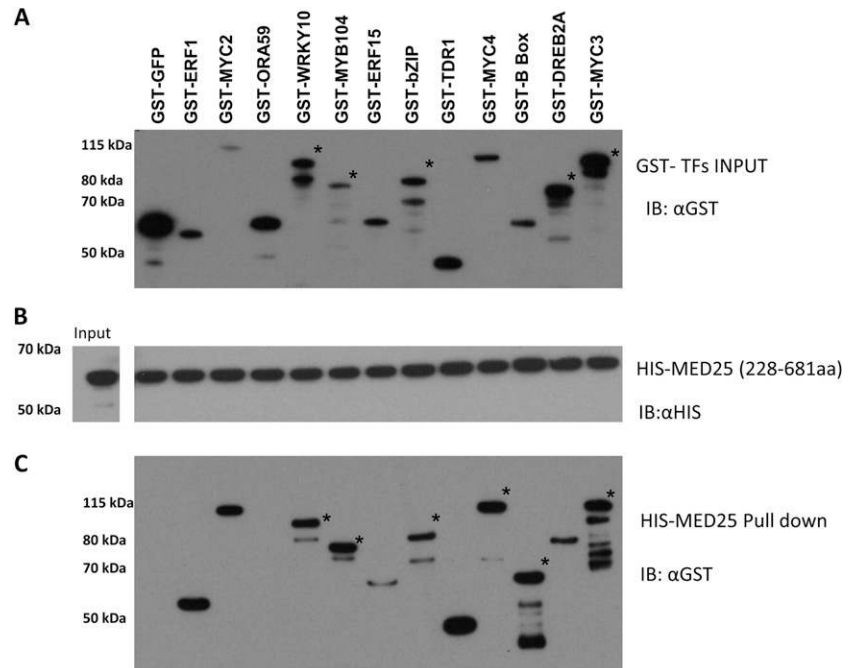 A
GST-GFP
GST-ERF1
GST-MYC2
GST-ORA59
GST-WRKY10
GST-MYB104
GST-ERF15
GST-bZIP
GST-TDR1
GST-MYC4
GST-B Box
GST-DREB2A
GST-MYC3
115 kDa
80 kda
70 kDa
50 kDa
* * * * *
GST- TFs INPUT
IB: αGST
B
Input
70 kDa
50 kDa
HIS-MED25 (228-681aa)
IB:αHIS
C
115 kDa
80 kDa
70 kDa
50 kDa
* * * * * *
HIS-MED25 Pull down
IB: αGST